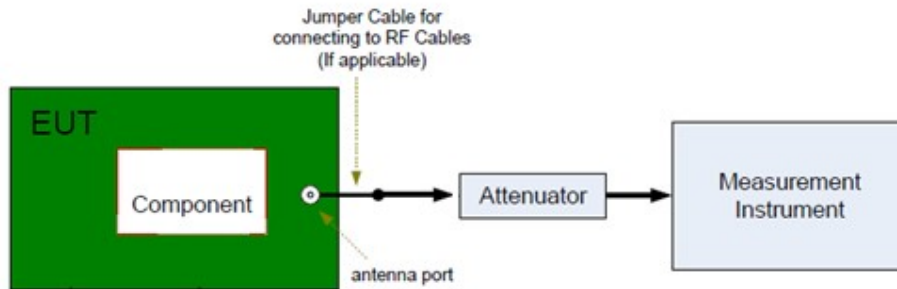 Jumper Cable for
connecting to RF Cables
(If applicable)
EUT
Component
Attenuator
Measurement
Instrument
antenna port